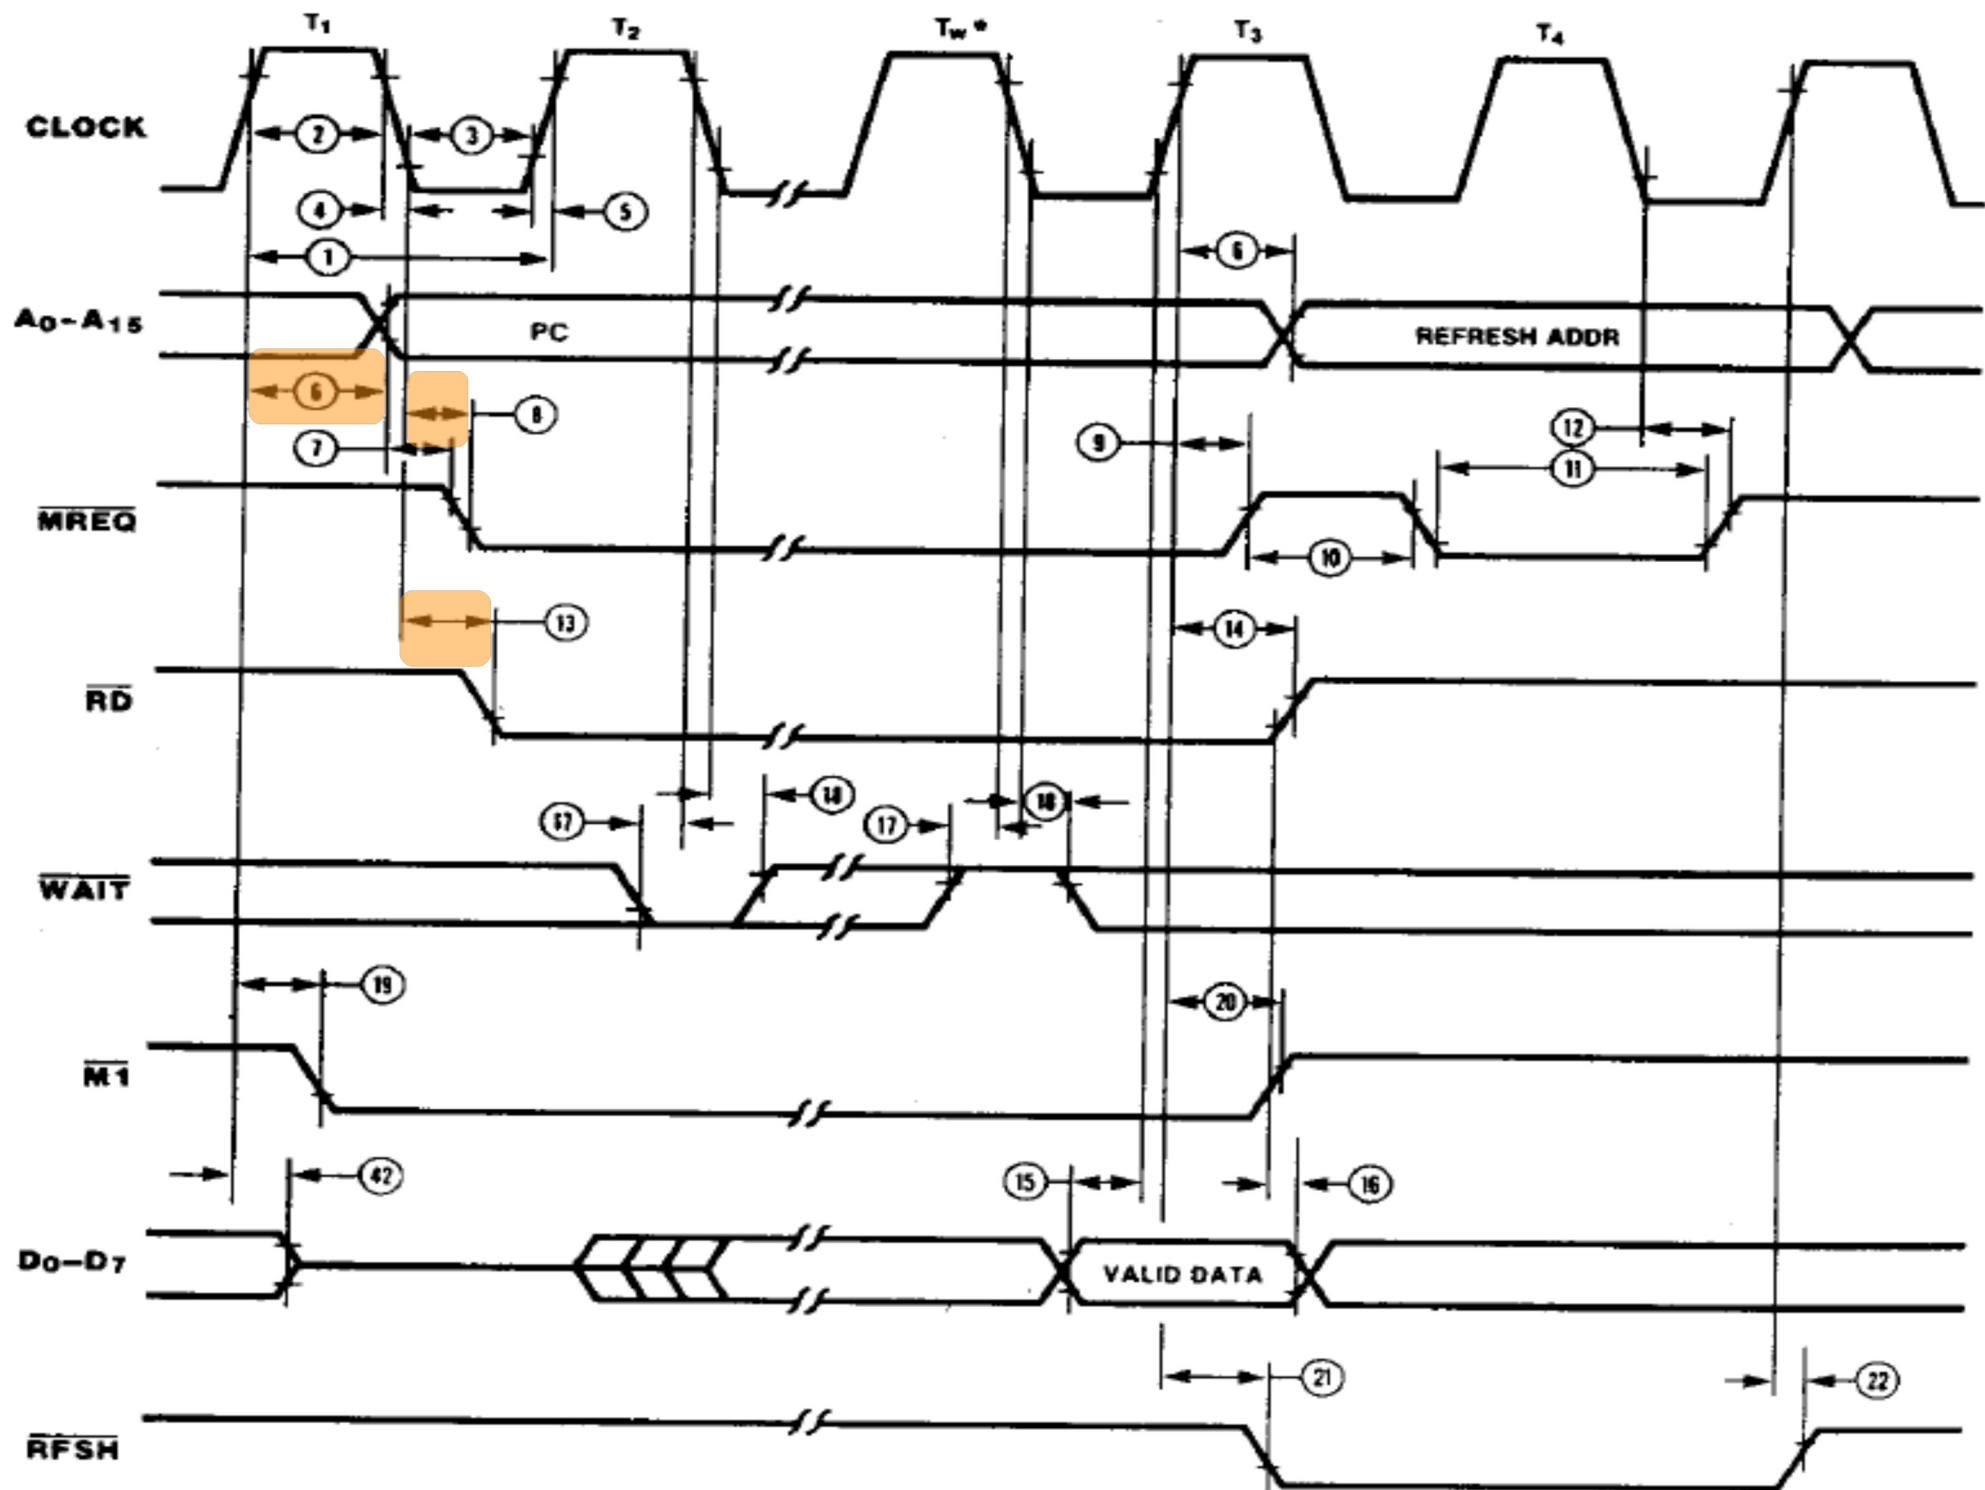 T1 T2 Tw* T3 T4
CLOCK
2 3
4 5
1 6
A0-A15 PC REFRESH ADDR
6 8
7 9 12
11
MREQ
10
13 14
RD
18 18
17 17
WAIT
19 20
M1
42 15 16
D0-D7 VALID DATA
21 22
RFSH